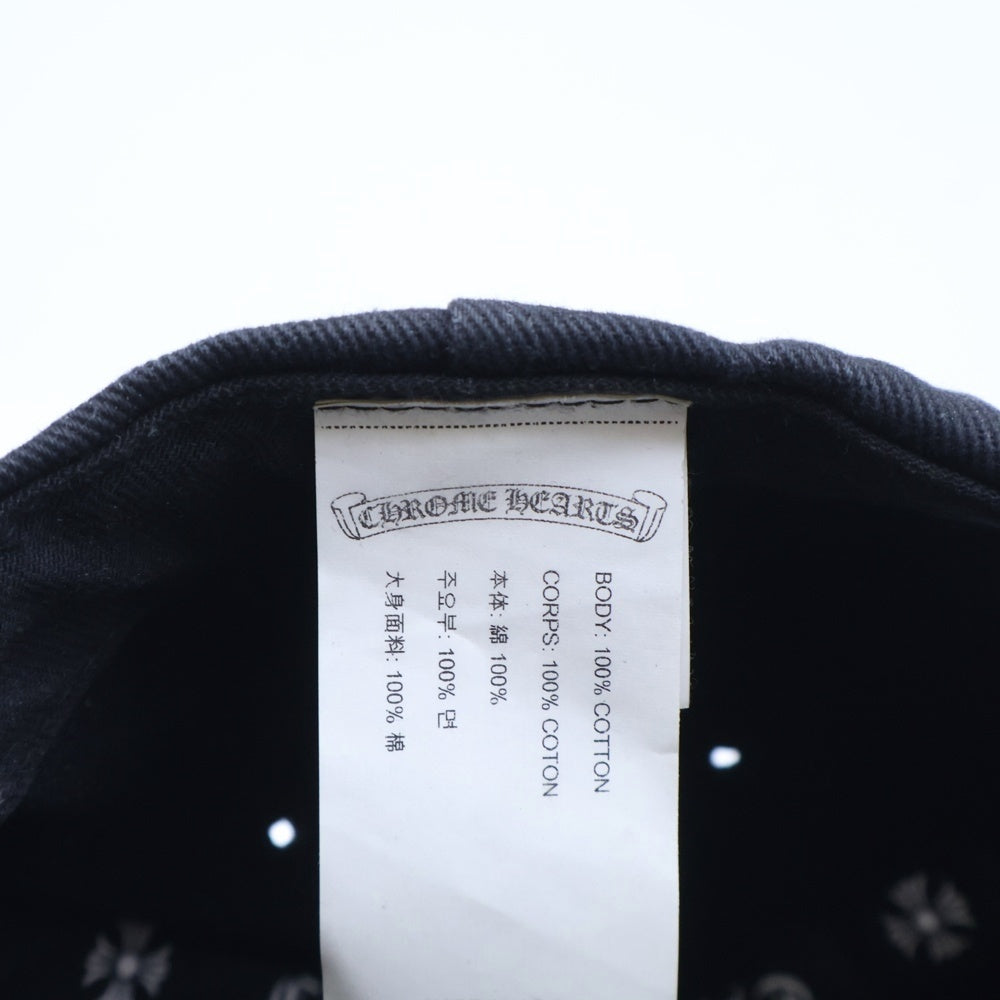 CHROME HEARTS
BODY: 100% COTTON
CORPS: 100% COTON
本体: 綿 100%
주요부: 100% 면
大身面料: 100% 棉